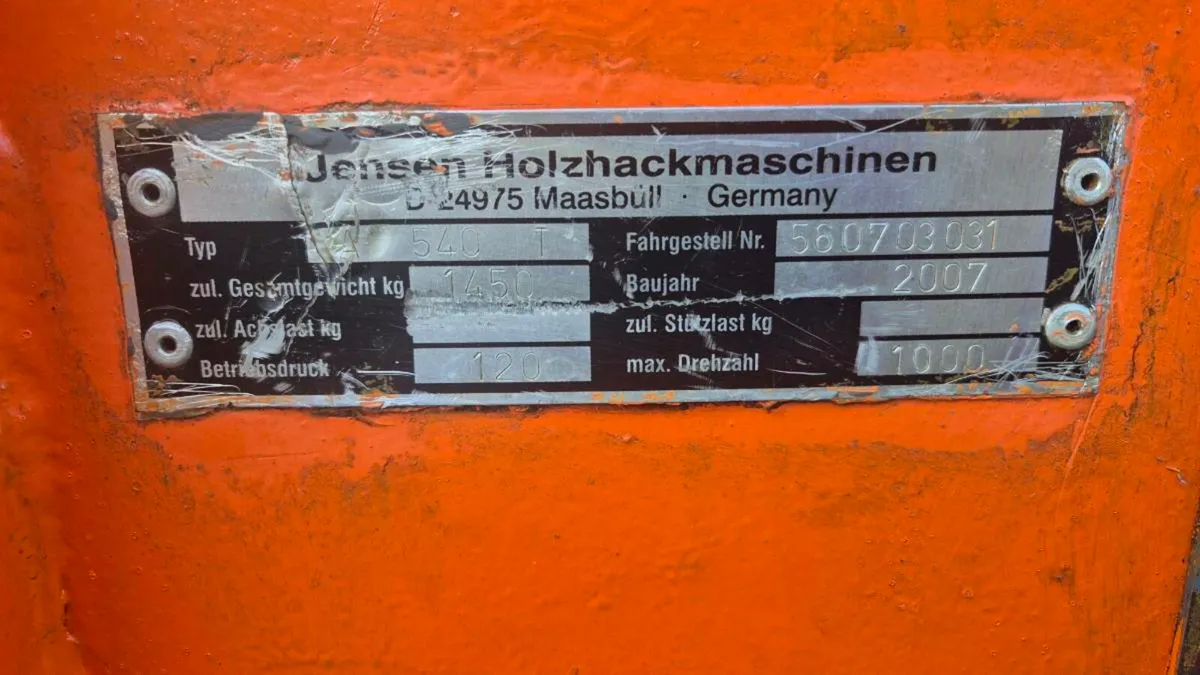 Jensen Holzhackmaschinen
D-24975 Maasbüll · Germany
Typ A 540 T Fahrgestell Nr. 560703031
zul. Gesamtgewicht kg 1450 Baujahr 2007
zul. Achslast kg zul. Stützlast kg
Betriebsdruck 120 max. Drehzahl 1000